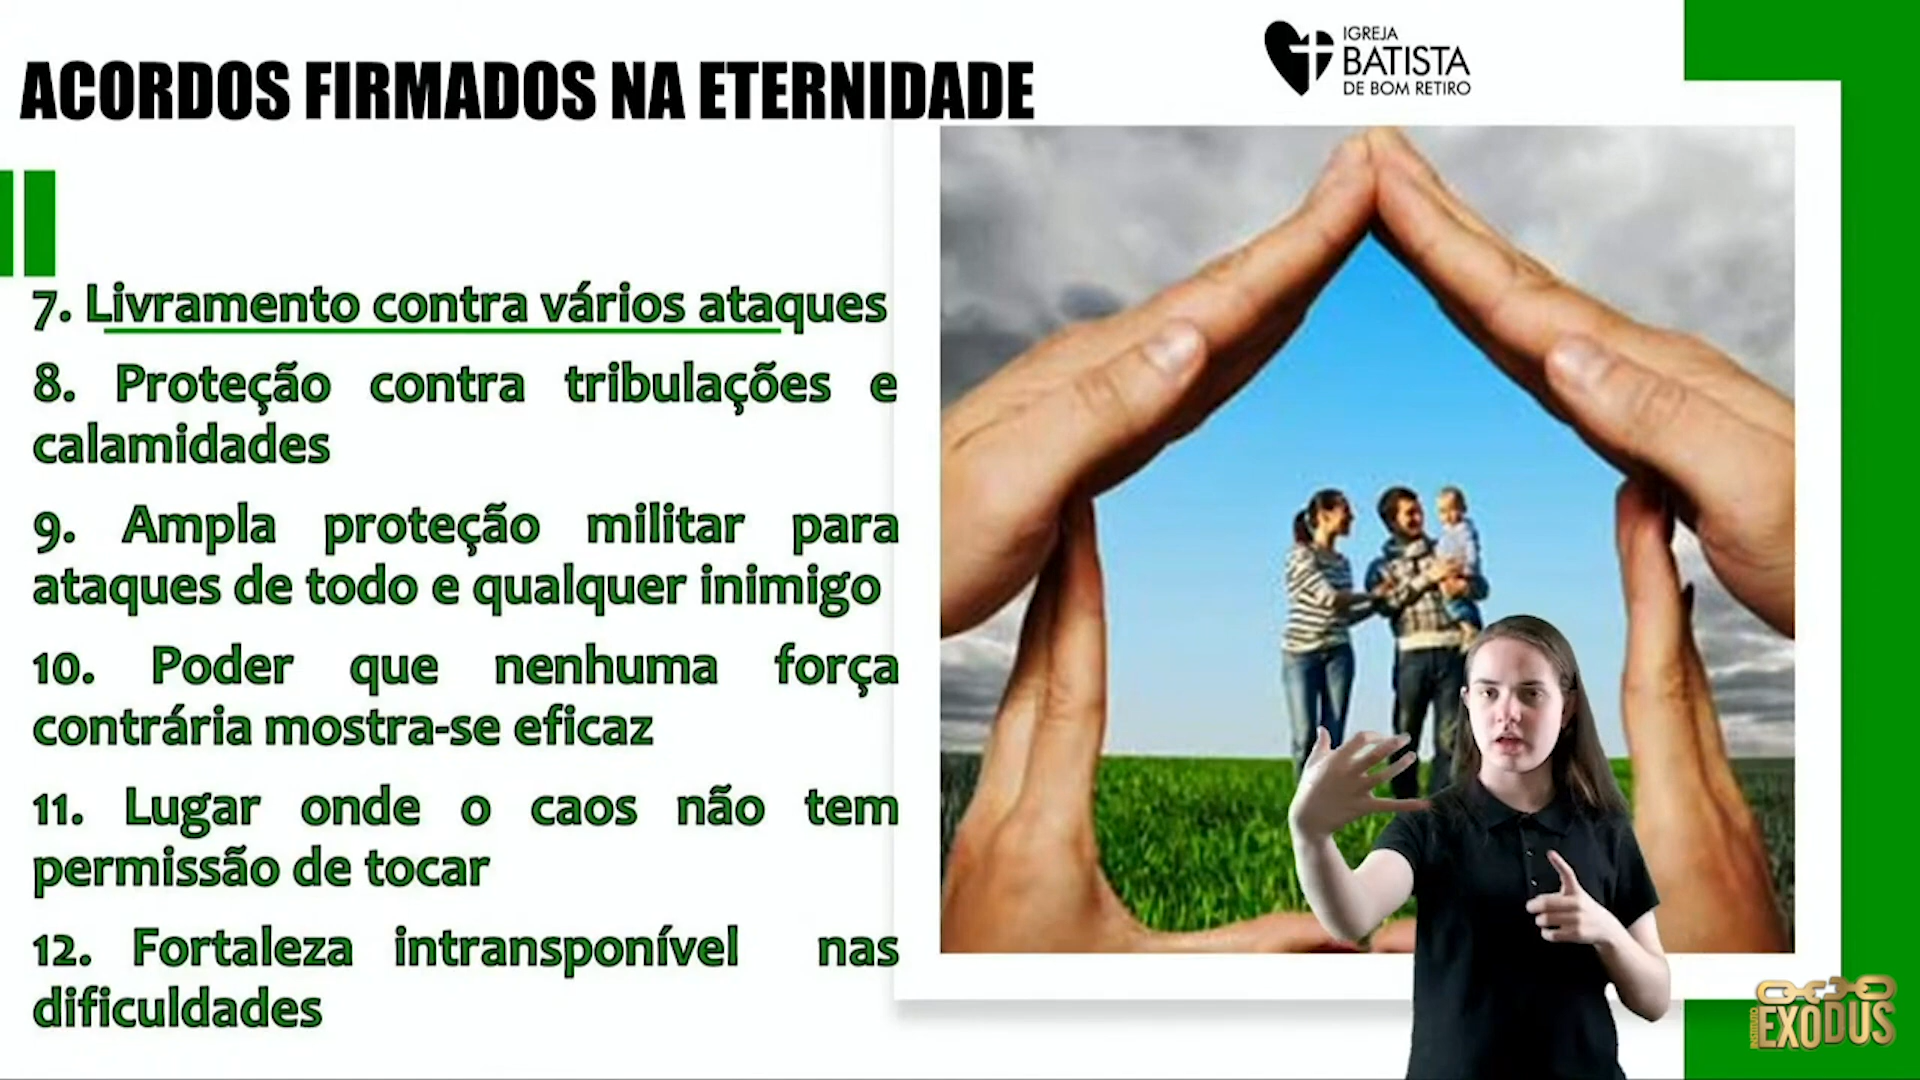 ACORDOS FIRMADOS NA ETERNIDADE
IGREJA
BATISTA
DE BOM RETIRO
7. Livramento contra vários ataques
8. Proteção contra tribulações e
calamidades
9. Ampla proteção militar para
ataques de todo e qualquer inimigo
10. Poder que nenhuma força
contrária mostra-se eficaz
11. Lugar onde o caos não tem
permissão de tocar
12. Fortaleza intransponível nas
dificuldades
INSTITUTO
EXODUS